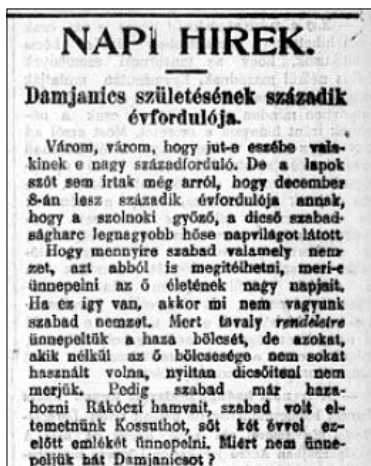 NAPI HIREK.
Damjanics születésének századik
évfordulója.
Várom, várom, hogy jut-e eszébe vala-
kinek e nagy századforduló. De a lapok
szót sem irtak még arról, hogy december
8-án lesz századik évfordulója annak,
hogy a szolnoki győző, a dicső szabad-
ságharc legnagyobb hőse napvilágot látott.
Hogy mennyire szabad valamely nem-
zet, azt abból is megitélhetni, meri-e
ünnepelni az ő életének nagy napjait.
Ha ez igy van, akkor mi nem vagyunk
szabad nemzet. Mert tavaly rendeletre
ünnepeltük a haza bölcsét, de azokat,
akik nélkül az ő bölcsesége nem sokat
használt volna, nyiltan dicsőiteni nem
merjük. Pedig szabad már haza-
hozni Rákóczi hamvait, szabad volt el-
temetnünk Kossuthot, sőt két évvel ez-
előtt emlékét ünnepelni. Miért nem ünne-
peljük hát Damjanicsot?